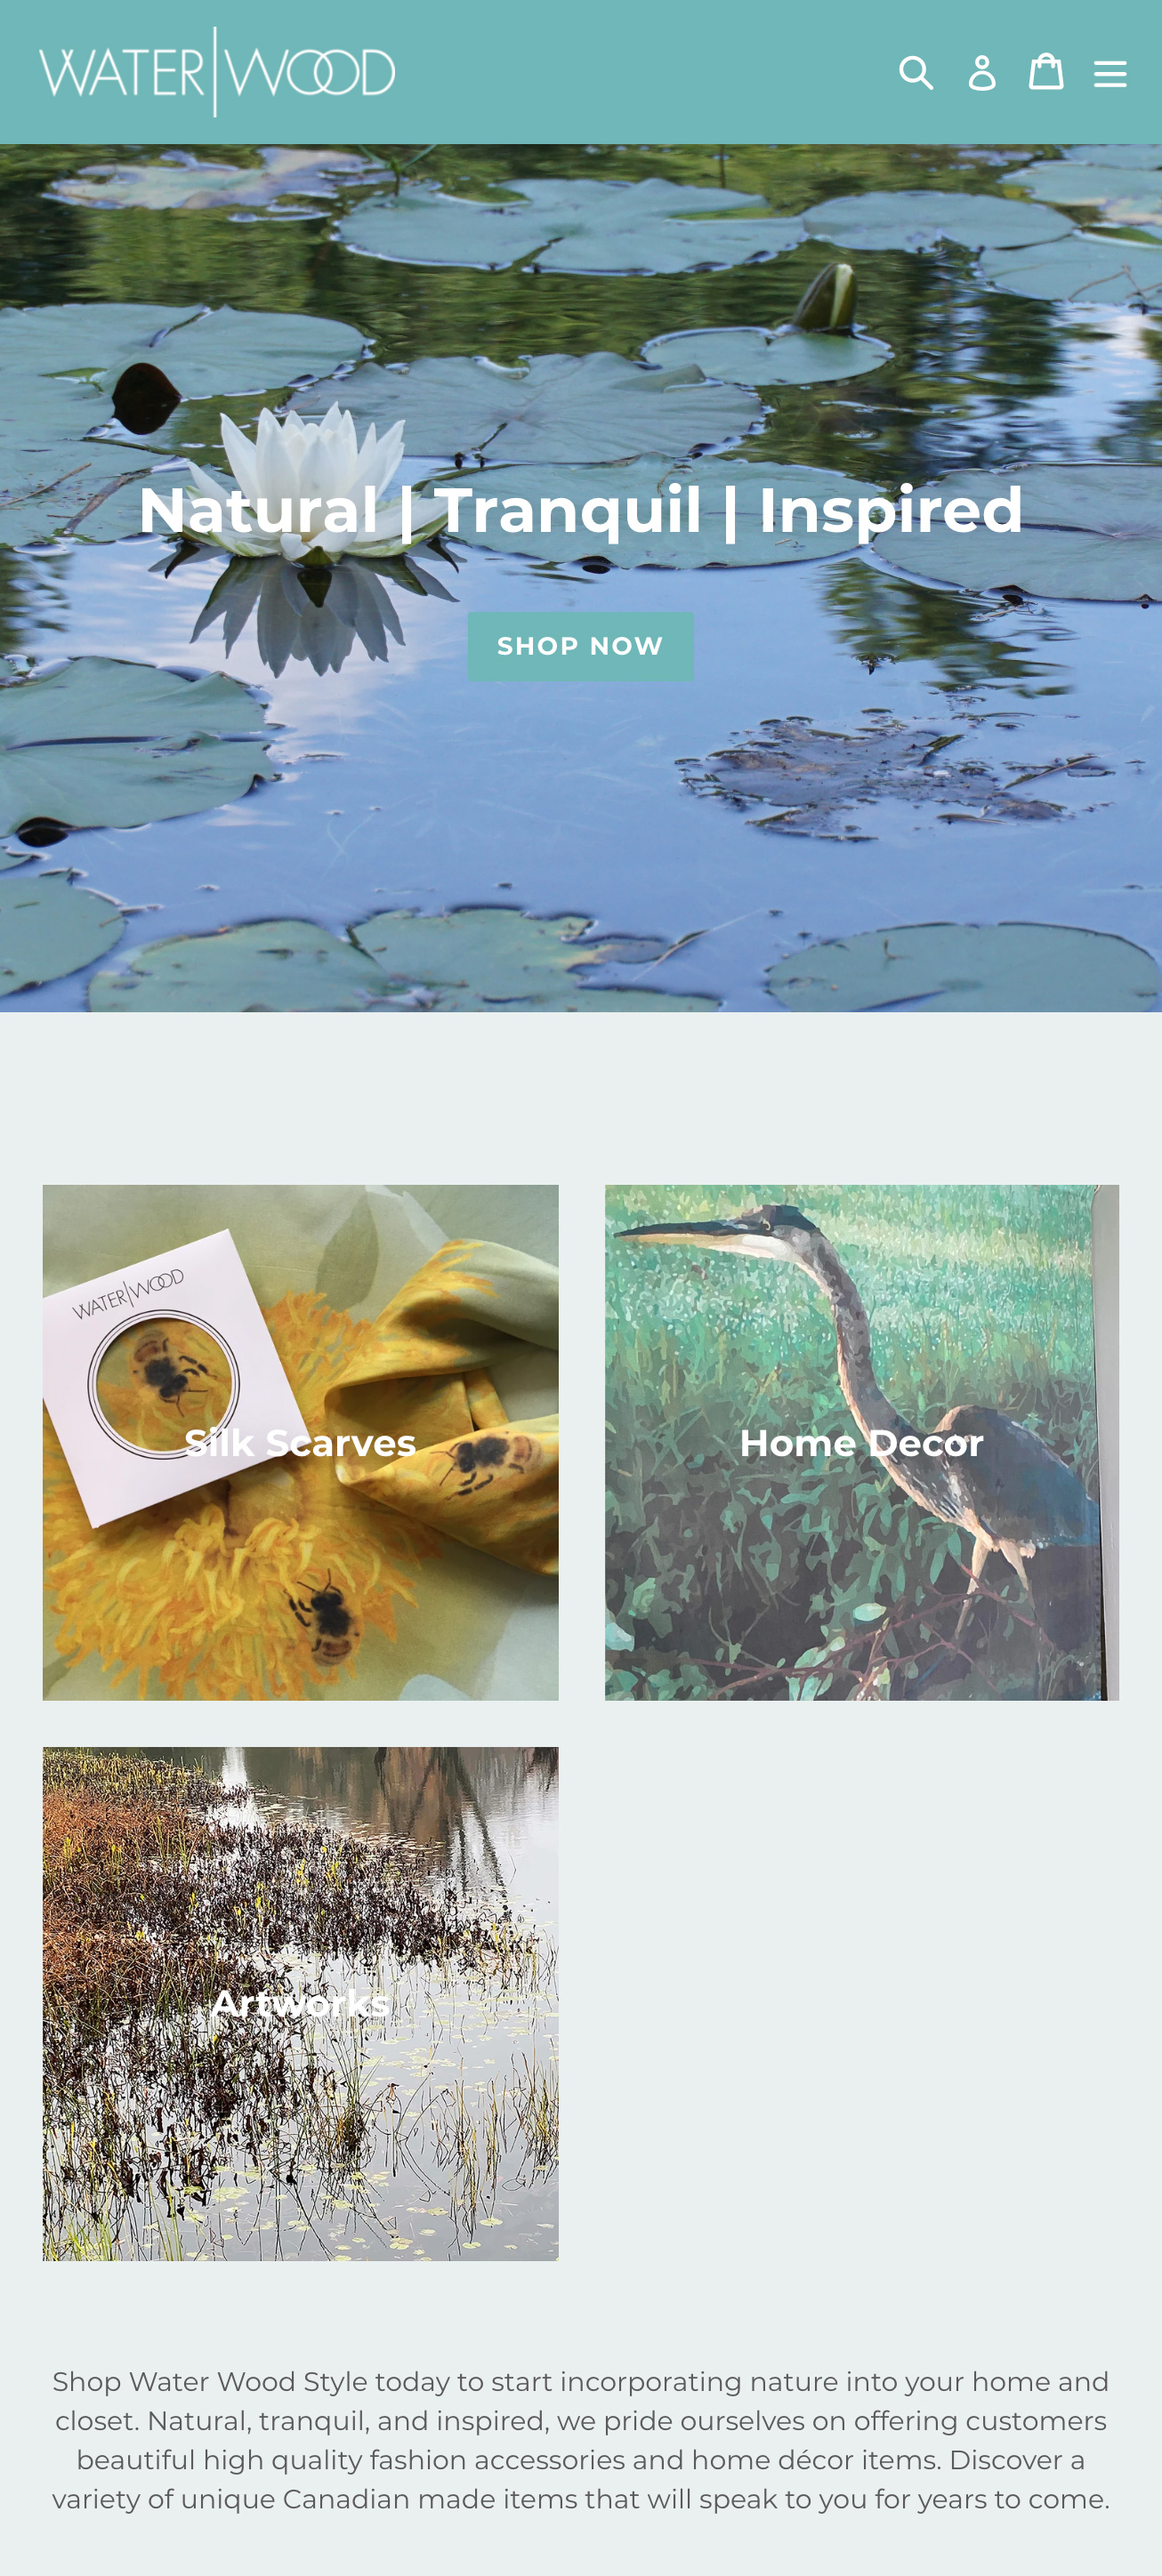 WATER|WOOD
Natural | Tranquil | Inspired
SHOP NOW
WATER|WOOD
Silk Scarves
Home Decor
Artworks
Shop Water Wood Style today to start incorporating nature into your home and
closet. Natural, tranquil, and inspired, we pride ourselves on offering customers
beautiful high quality fashion accessories and home décor items. Discover a
variety of unique Canadian made items that will speak to you for years to come.